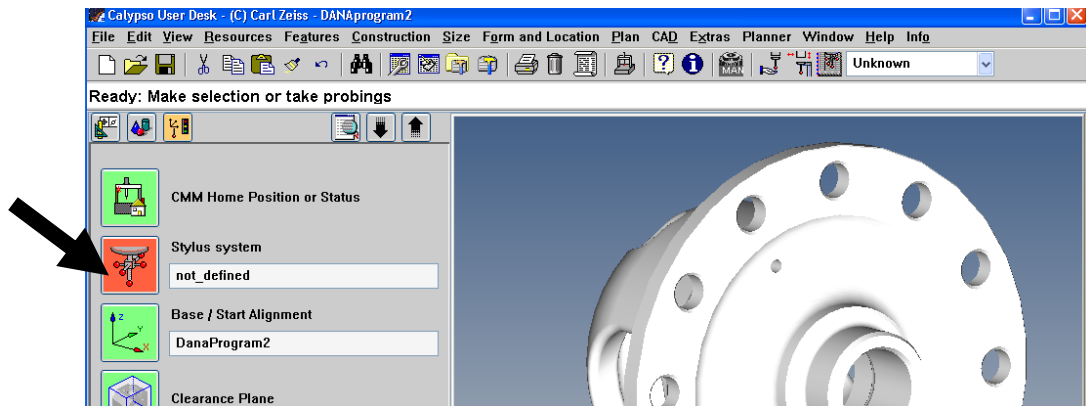 Calypso User Desk - (C) Carl Zeiss - DANAprogram2
File Edit View Resources Features Construction Size Form and Location Plan CAD Extras Planner Window Help Info
MAN
Unknown
Ready: Make selection or take probings
CMM Home Position or Status
Stylus system
not_defined
Base / Start Alignment
z
Y
X
DanaProgram2
Clearance Plane